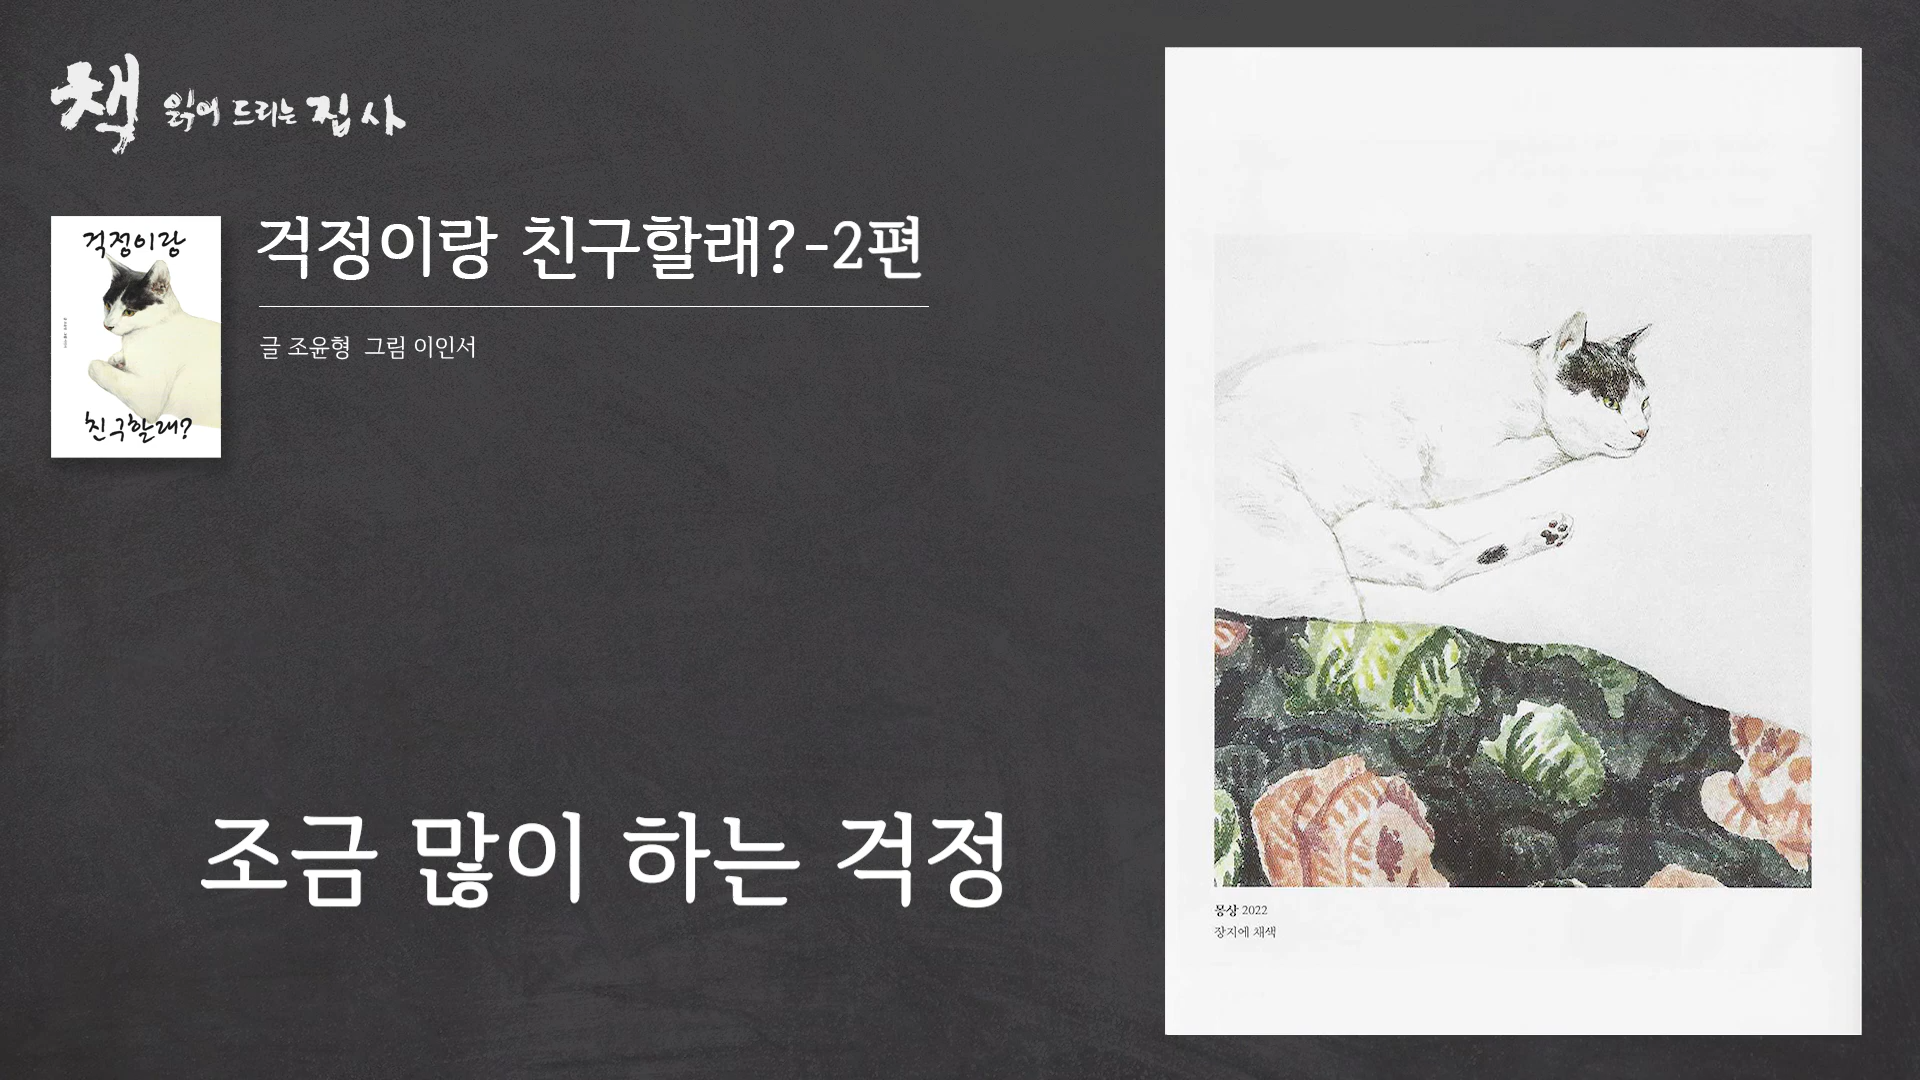 책 읽어 드리는 집사
걱정이랑
친구할래?
걱정이랑 친구할래?-2편
글 조윤형 그림 이인서
조금 많이 하는 걱정
몽상 2022
장지에 채색